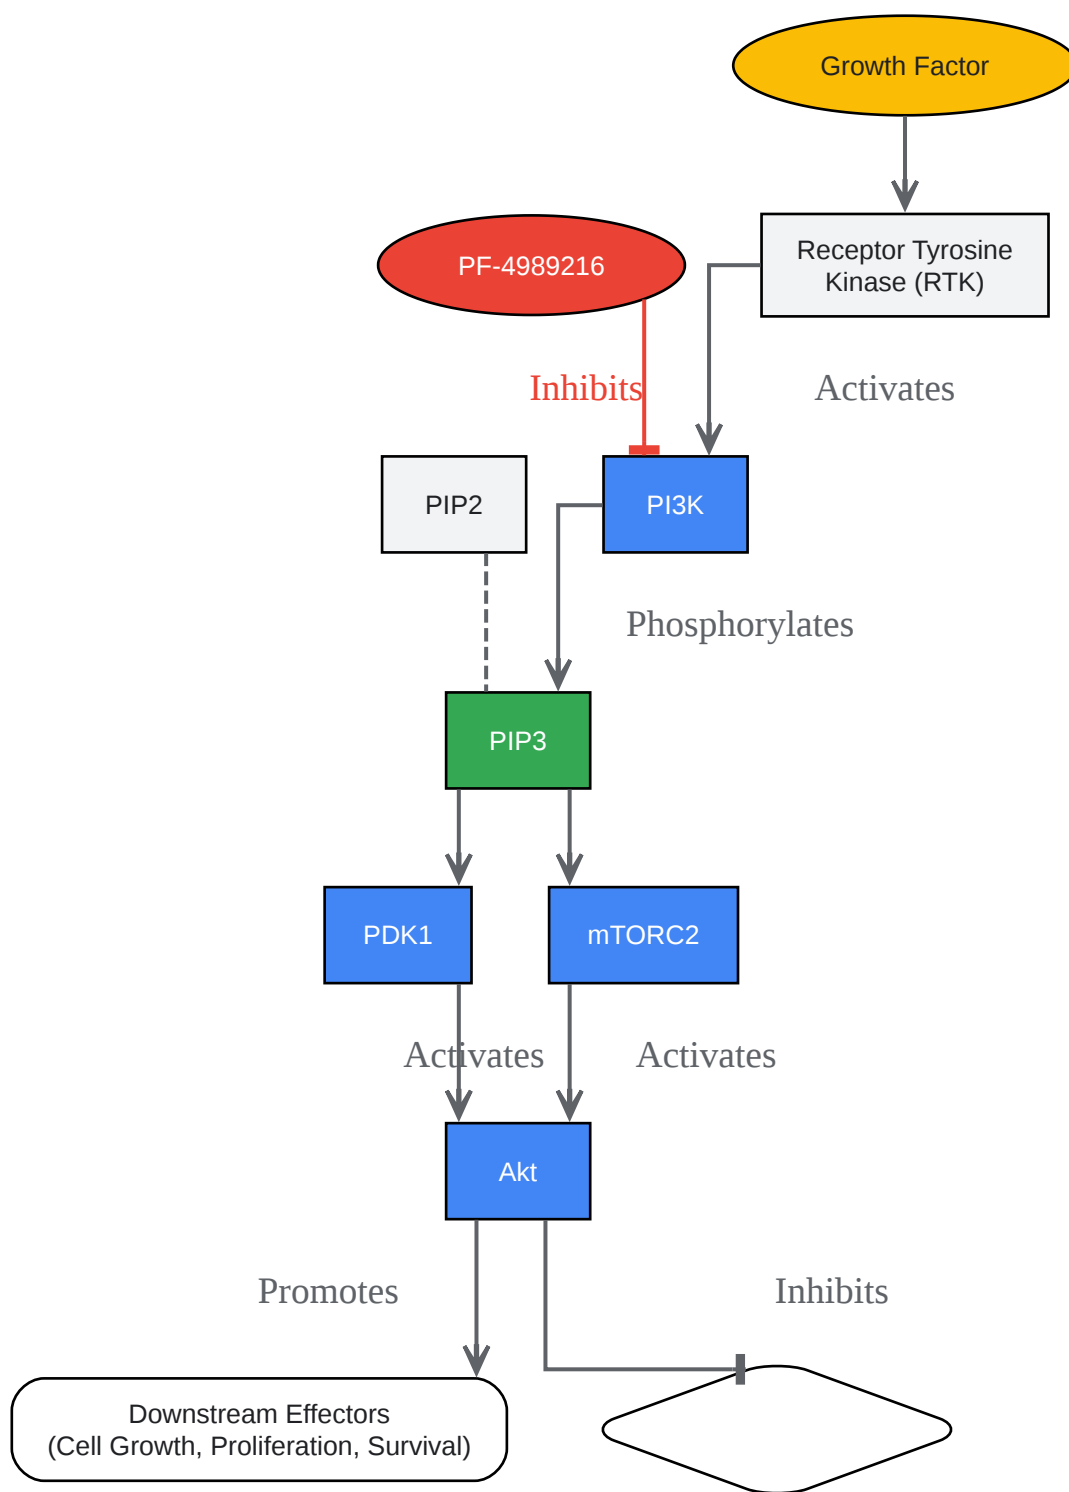 Growth Factor
Receptor Tyrosine
Kinase (RTK)
PF-4989216
Inhibits
Activates
PIP2
PI3K
Phosphorylates
PIP3
PDK1
mTORC2
Activates
Activates
Akt
Promotes
Inhibits
Downstream Effectors
(Cell Growth, Proliferation, Survival)